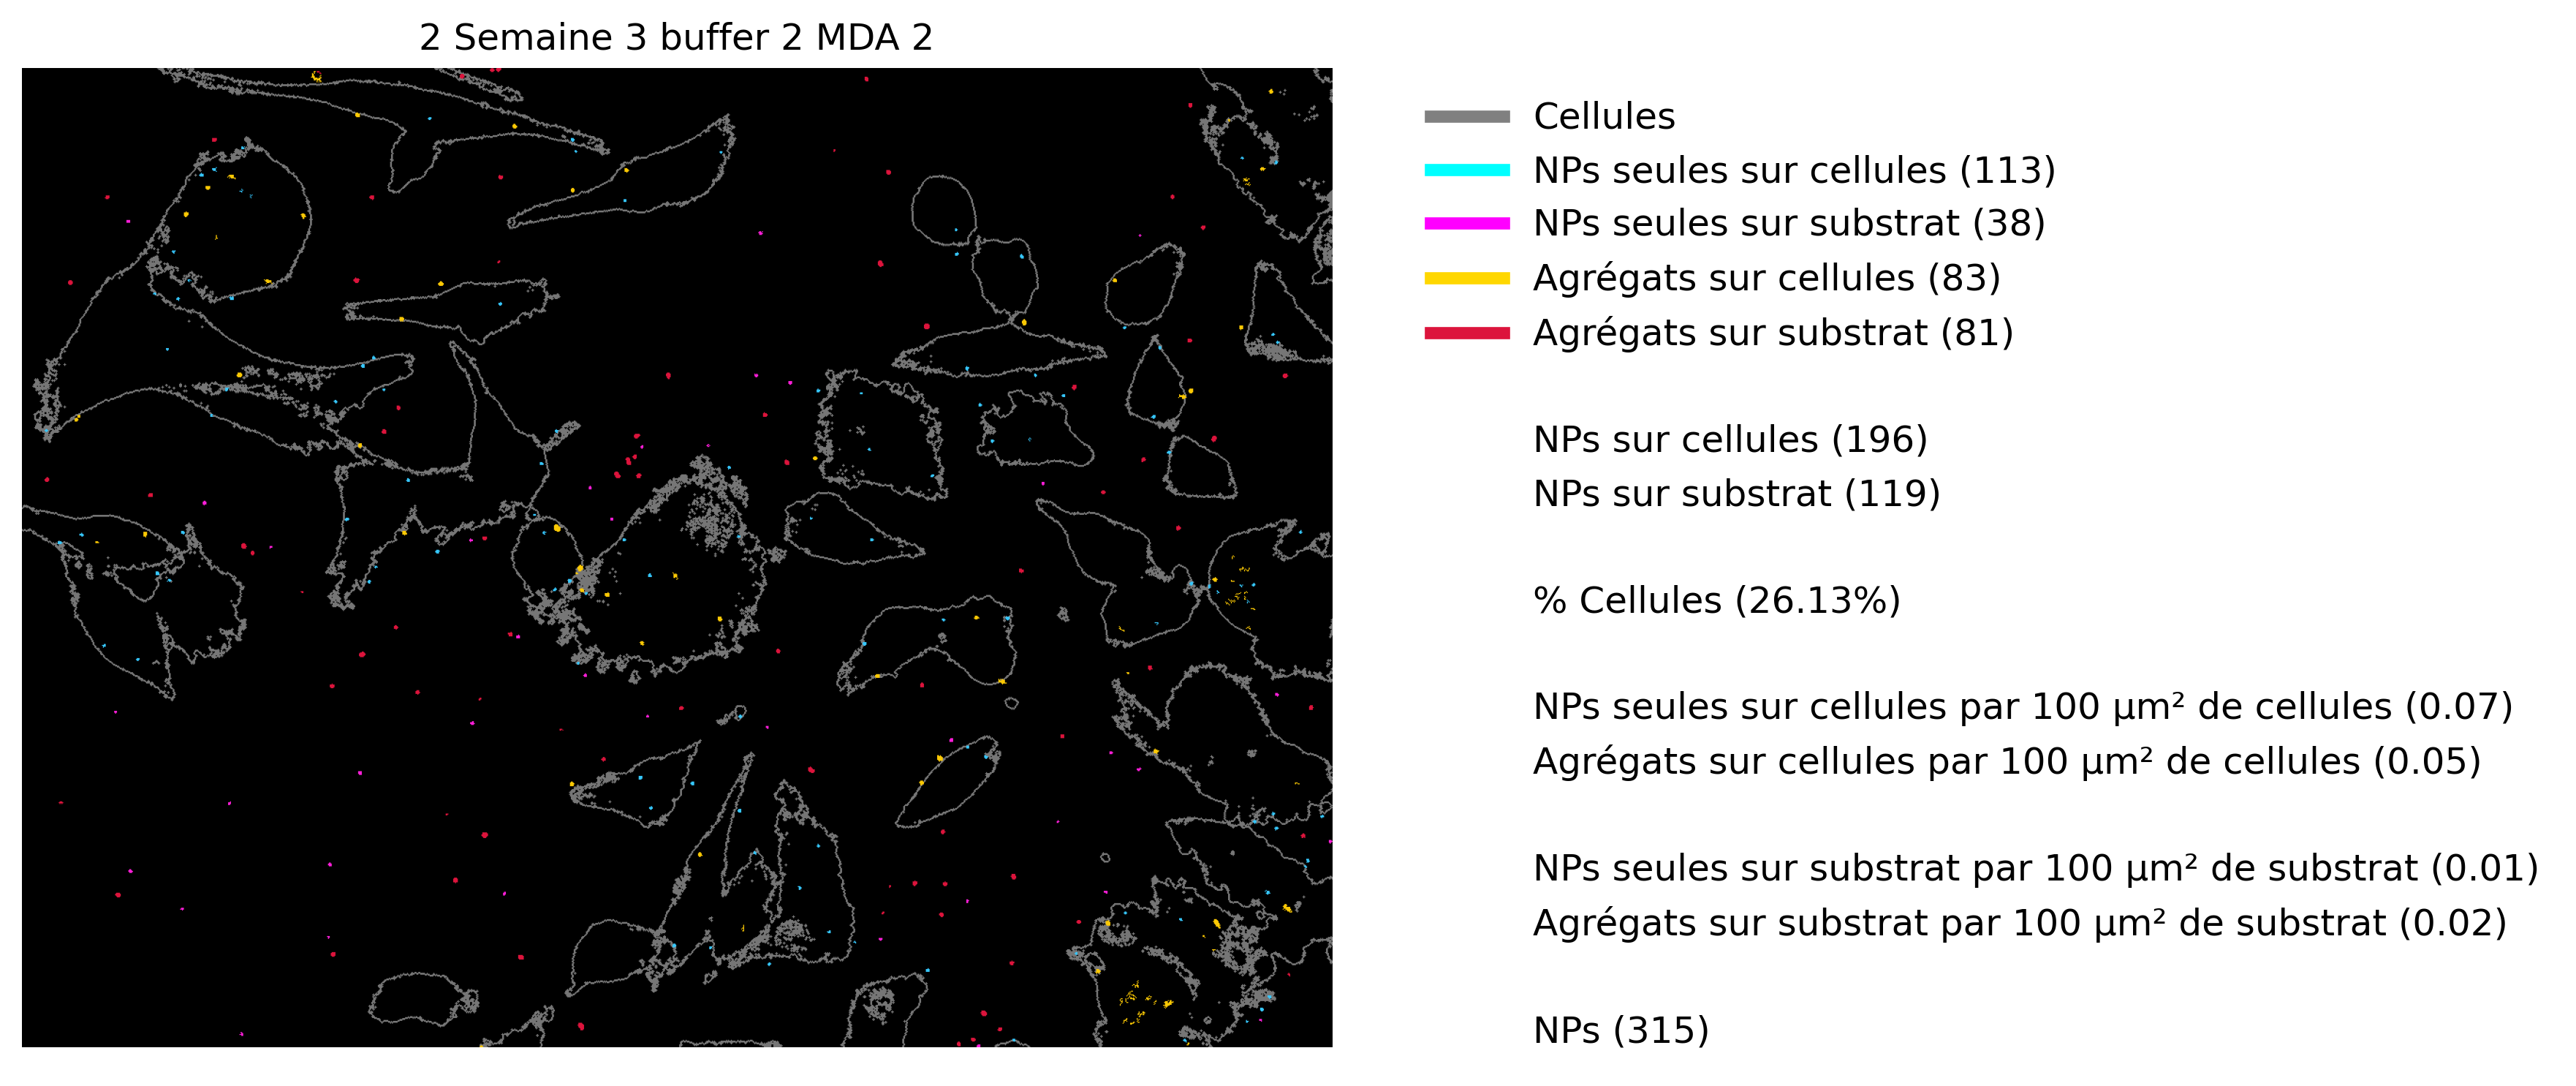 2 Semaine 3 buffer 2 MDA 2
Cellules
NPs seules sur cellules (113)
NPs seules sur substrat (38)
Agrégats sur cellules (83)
Agrégats sur substrat (81)
NPs sur cellules (196)
NPs sur substrat (119)
% Cellules (26.13%)
NPs seules sur cellules par 100 µm² de cellules (0.07)
Agrégats sur cellules par 100 µm² de cellules (0.05)
NPs seules sur substrat par 100 µm² de substrat (0.01)
Agrégats sur substrat par 100 µm² de substrat (0.02)
NPs (315)